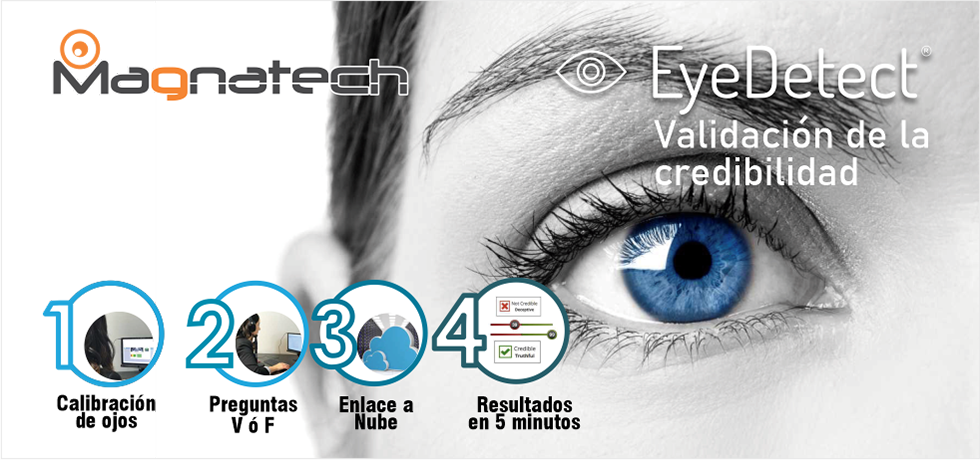 Magnatech
EyeDetect®
Validación de la
credibilidad
1
2
3
4
Not Credible
Deceptive
Credible
Truthful
Calibración
de ojos
Preguntas
V ó F
Enlace a
Nube
Resultados
en 5 minutos